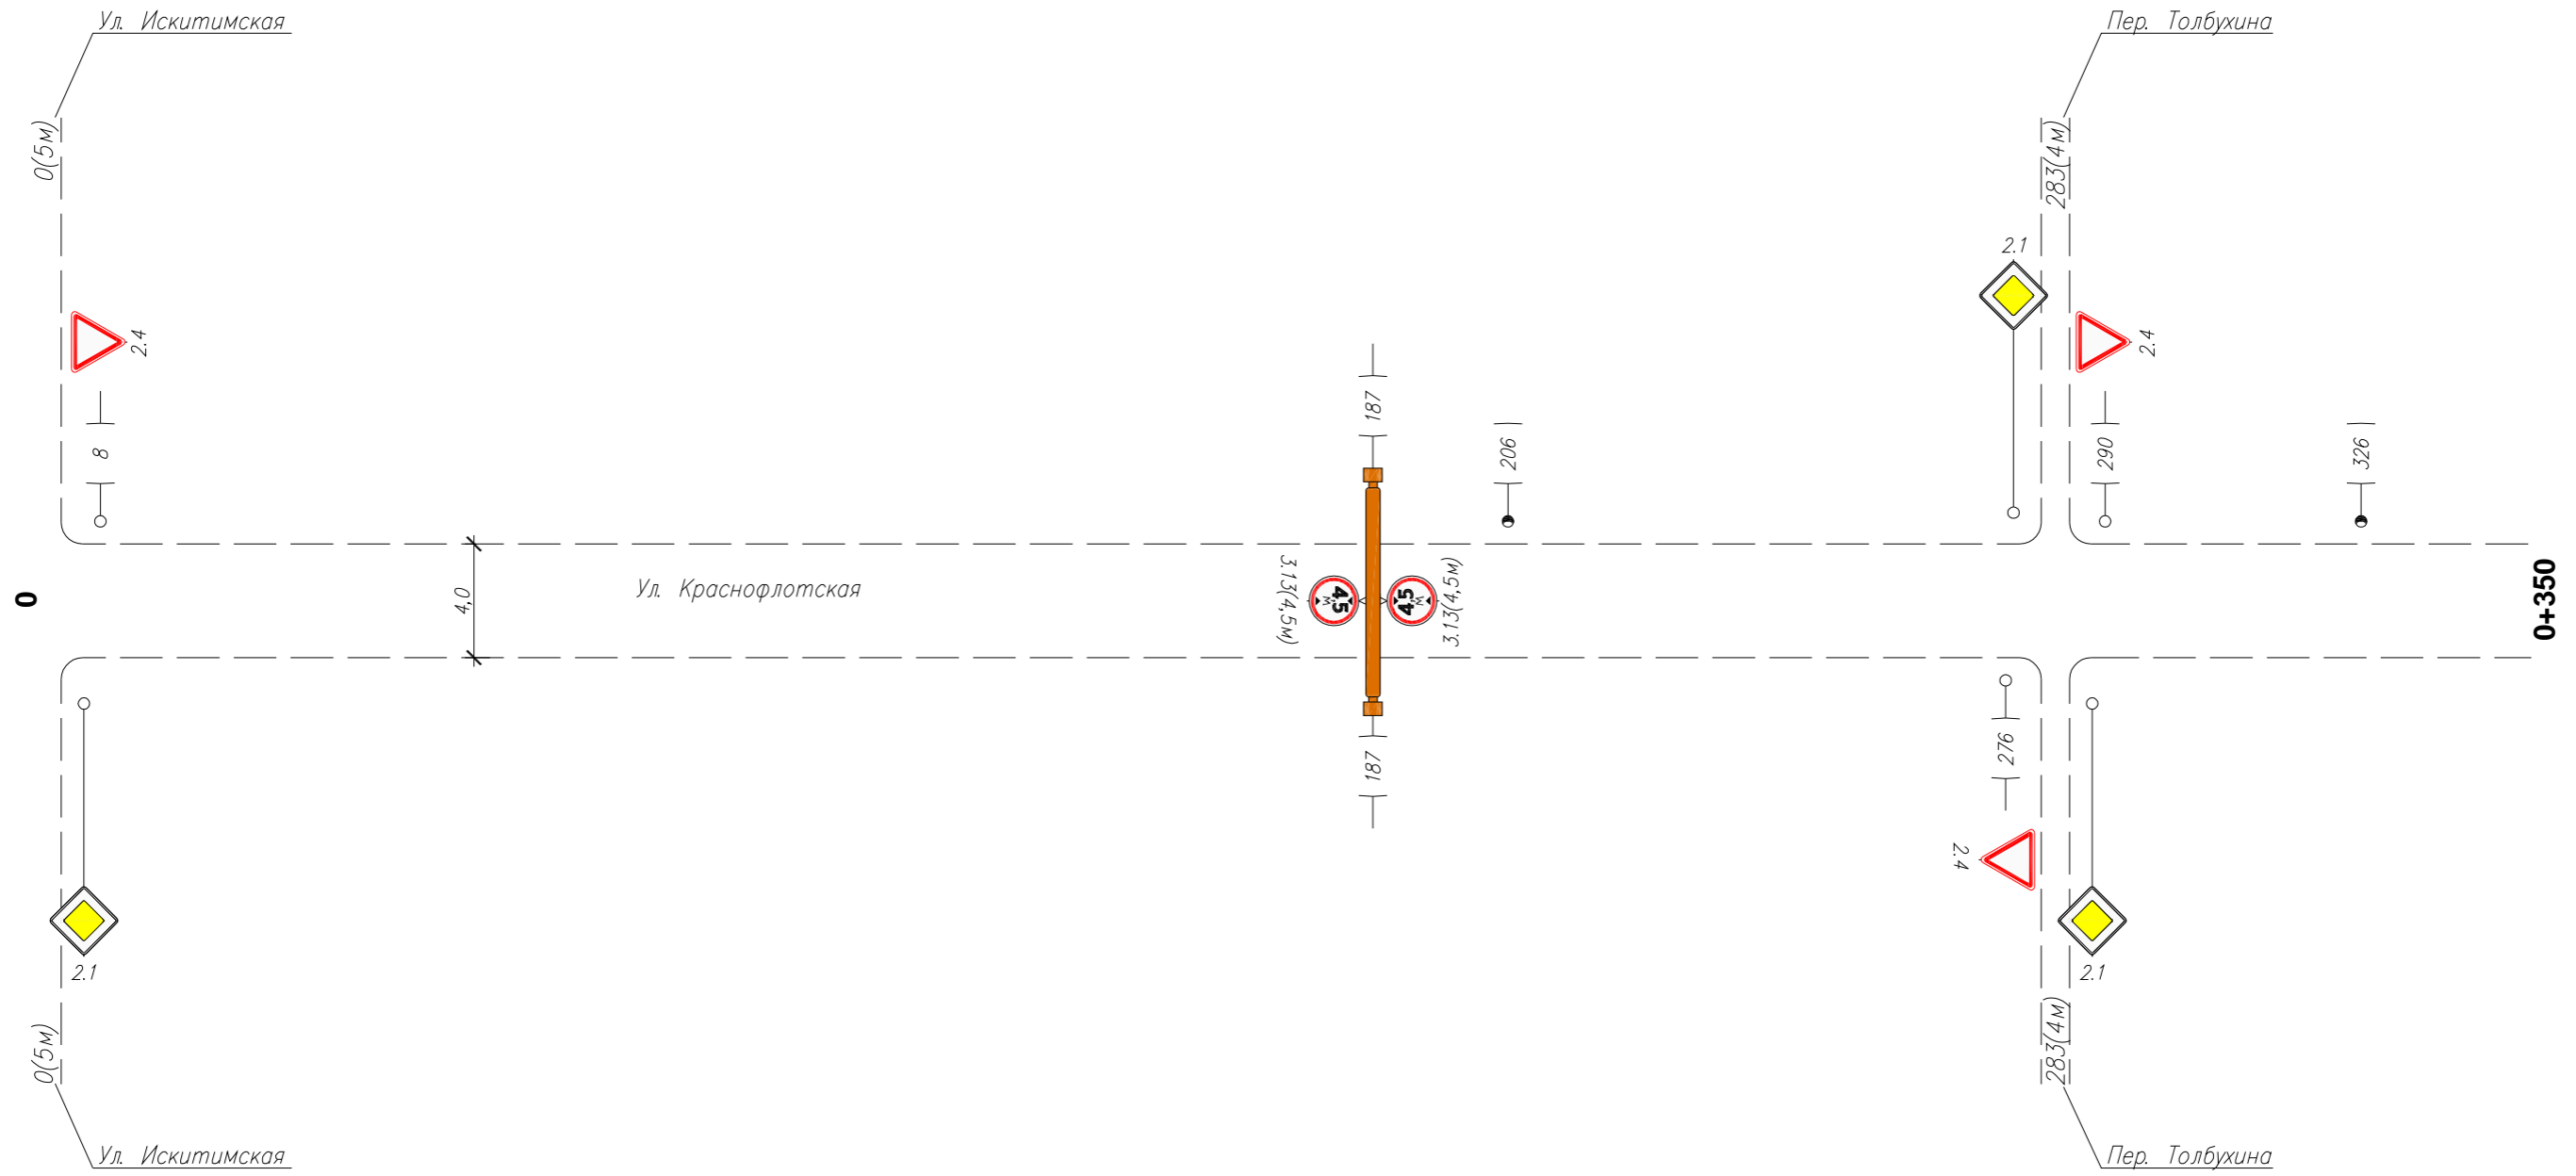 Ул. Искитимская
Пер. Толбухина
0(5м)
283(4м)
2.1
2.4
2.4
8
187
206
290
326
0
4,0
Ул. Краснофлотская
3.13(4,5м)
4,5
м
4,5
м
3.13(4,5м)
0+350
187
276
2.4
2.1
2.1
0(5м)
283(4м)
Ул. Искитимская
Пер. Толбухина